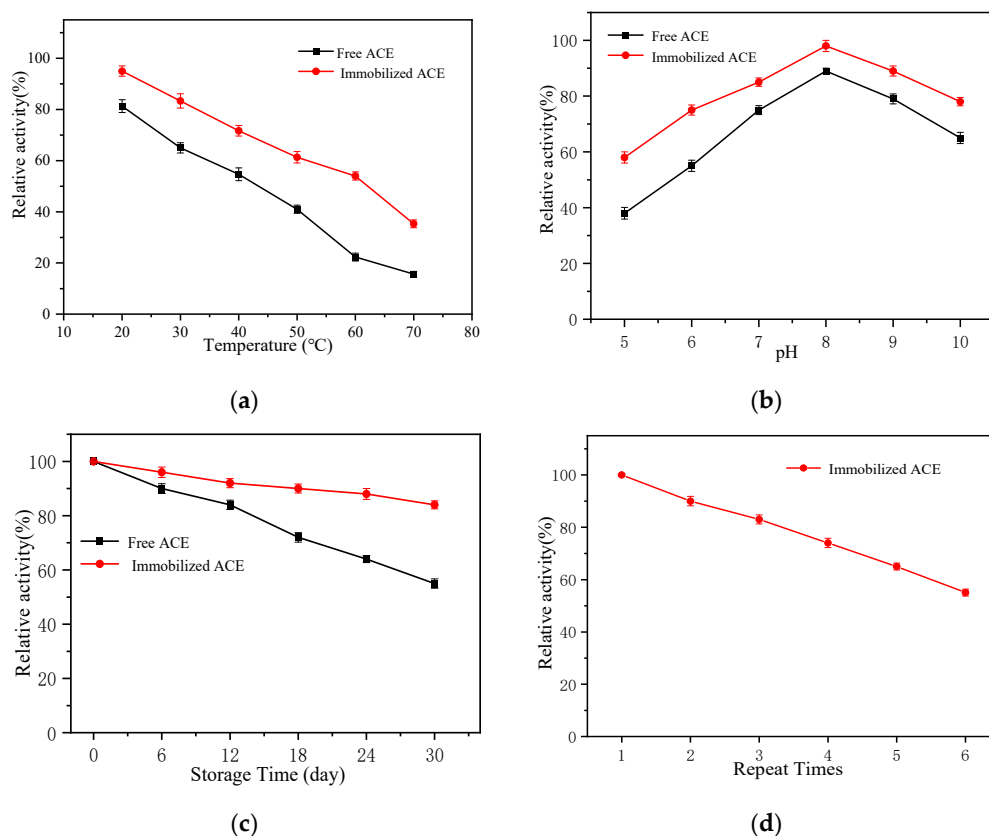 Free ACE
Immobilized ACE
Relative activity(%)
100
80
60
40
20
0
10 20 30 40 50 60 70 80
Temperature (℃)
(a)
Free ACE
Immobilized ACE
Relative activity(%)
100
80
60
40
20
0
5 6 7 8 9 10
pH
(b)
Free ACE
Immobilized ACE
Relative activity(%)
100
80
60
40
20
0
0 6 12 18 24 30
Storage Time (day)
(c)
Immobilized ACE
Relative activity(%)
100
80
60
40
20
0
1 2 3 4 5 6
Repeat Times
(d)